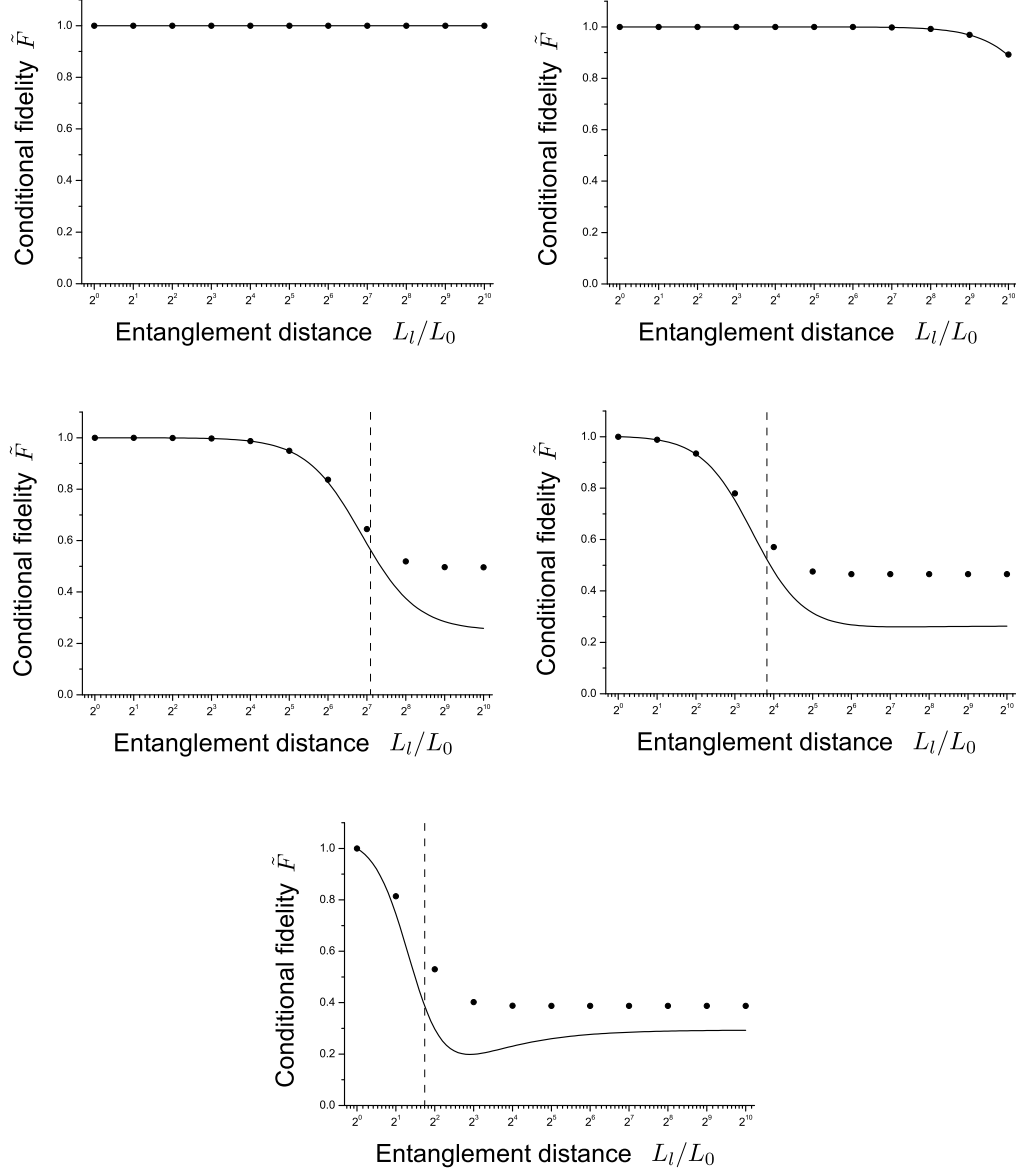 Conditional fidelity F̃
1.0
0.8
0.6
0.4
0.2
0.0
2⁰ 2¹ 2² 2³ 2⁴ 2⁵ 2⁶ 2⁷ 2⁸ 2⁹ 2¹⁰
Entanglement distance L_l/L_0
Conditional fidelity F̃
1.0
0.8
0.6
0.4
0.2
0.0
2⁰ 2¹ 2² 2³ 2⁴ 2⁵ 2⁶ 2⁷ 2⁸ 2⁹ 2¹⁰
Entanglement distance L_l/L_0
Conditional fidelity F̃
1.0
0.8
0.6
0.4
0.2
0.0
2⁰ 2¹ 2² 2³ 2⁴ 2⁵ 2⁶ 2⁷ 2⁸ 2⁹ 2¹⁰
Entanglement distance L_l/L_0
Conditional fidelity F̃
1.0
0.8
0.6
0.4
0.2
0.0
2⁰ 2¹ 2² 2³ 2⁴ 2⁵ 2⁶ 2⁷ 2⁸ 2⁹ 2¹⁰
Entanglement distance L_l/L_0
Conditional fidelity F̃
1.0
0.8
0.6
0.4
0.2
0.0
2⁰ 2¹ 2² 2³ 2⁴ 2⁵ 2⁶ 2⁷ 2⁸ 2⁹ 2¹⁰
Entanglement distance L_l/L_0